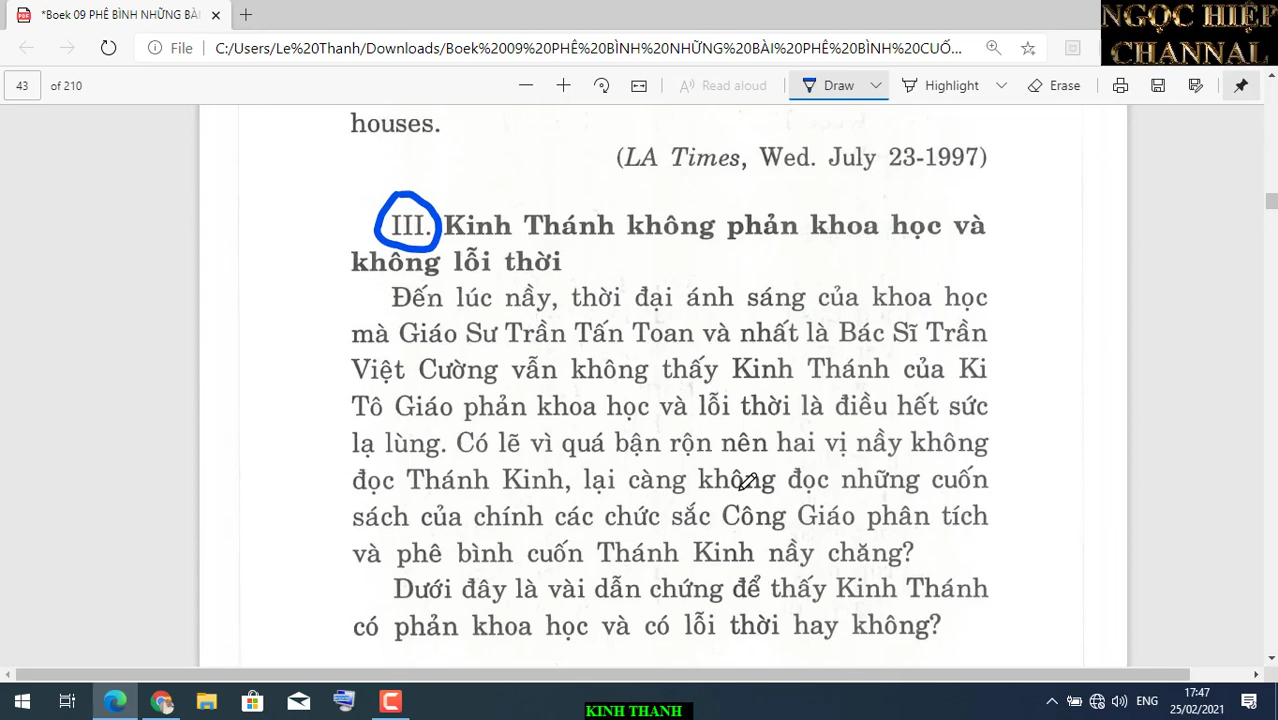 *Boek 09 PHÊ BÌNH NHỮNG BÀI
NGỌC HIỆP
CHANNAL
File
C:/Users/Le%20Thanh/Downloads/Boek%2009%20PHÊ%20BÌNH%20NHỮNG%20BÀI%20PHÊ%20BÌNH%20CUỐ...
43 of 210
Read aloud
Draw
Highlight
Erase
houses.
(LA Times, Wed. July 23-1997)
III. Kinh Thánh không phản khoa học và
không lỗi thời
Đến lúc nầy, thời đại ánh sáng của khoa học
mà Giáo Sư Trần Tấn Toan và nhất là Bác Sĩ Trần
Việt Cường vẫn không thấy Kinh Thánh của Ki
Tô Giáo phản khoa học và lỗi thời là điều hết sức
lạ lùng. Có lẽ vì quá bận rộn nên hai vị nầy không
đọc Thánh Kinh, lại càng không đọc những cuốn
sách của chính các chức sắc Công Giáo phân tích
và phê bình cuốn Thánh Kinh nầy chăng?
Dưới đây là vài dẫn chứng để thấy Kinh Thánh
có phản khoa học và có lỗi thời hay không?
ENG
17:47
25/02/2021
KINH THANH